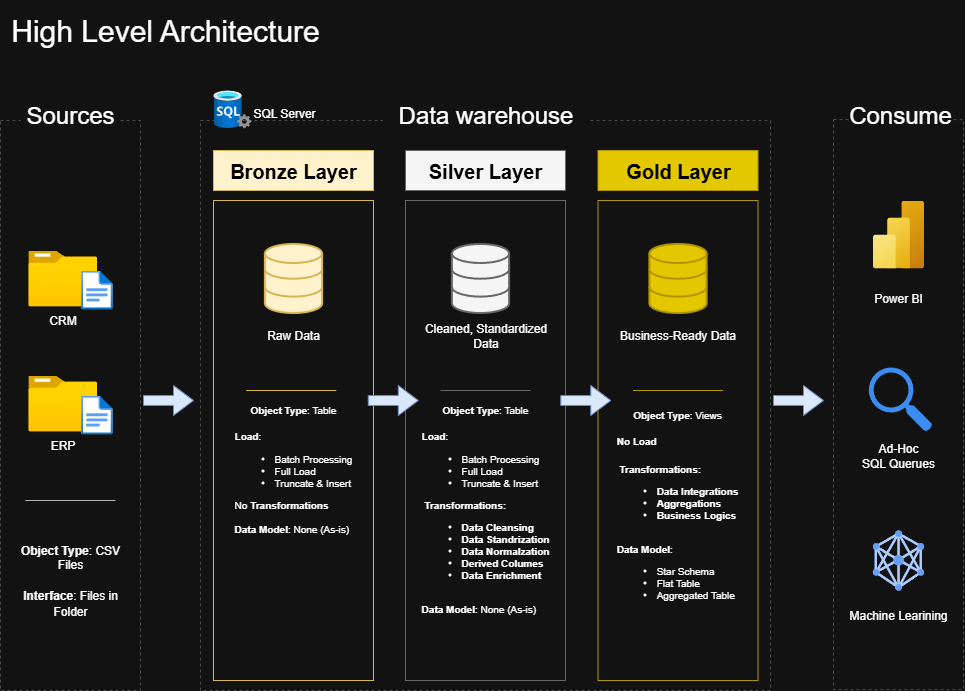 High Level Architecture
Sources
SQL
SQL Server
Data warehouse
Consume
CRM
ERP
Object Type: CSV
Files
Interface: Files in
Folder
Bronze Layer
Raw Data
Object Type: Table
Load:
• Batch Processing
• Full Load
• Truncate & Insert
No Transformations
Data Model: None (As-is)
Silver Layer
Cleaned, Standardized
Data
Object Type: Table
Load:
• Batch Processing
• Full Load
• Truncate & Insert
Transformations:
• Data Cleansing
• Data Standrization
• Data Normalzation
• Derived Columes
• Data Enrichment
Data Model: None (As-is)
Gold Layer
Business-Ready Data
Object Type: Views
No Load
Transformations:
• Data Integrations
• Aggregations
• Business Logics
Data Model:
• Star Schema
• Flat Table
• Aggregated Table
Power BI
Ad-Hoc
SQL Querues
Machine Learining